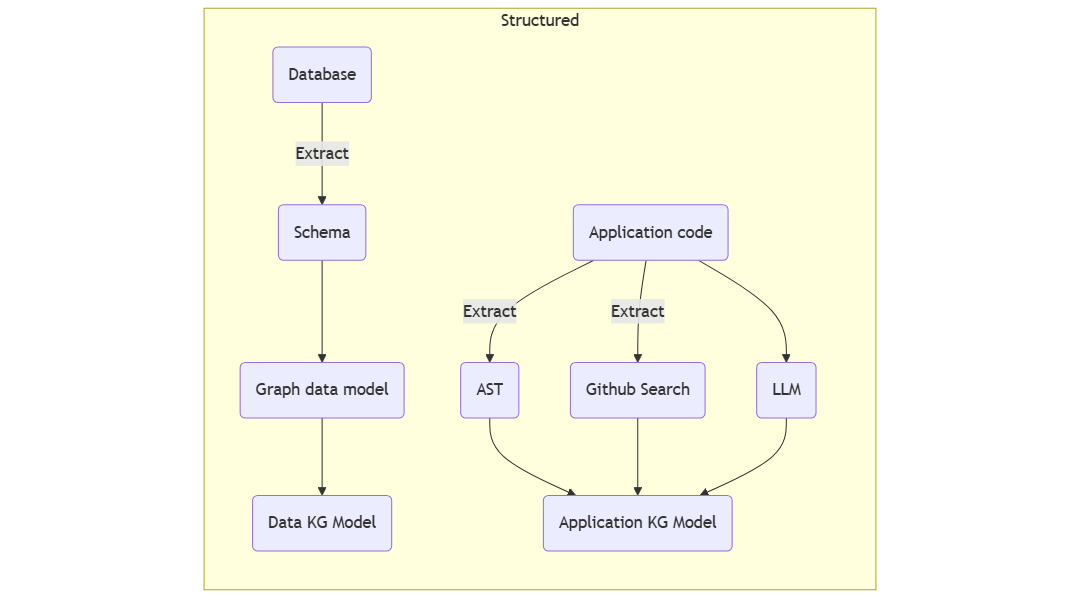 Structured
Database
Extract
Schema
Application code
Extract
Extract
Graph data model
AST
Github Search
LLM
Data KG Model
Application KG Model